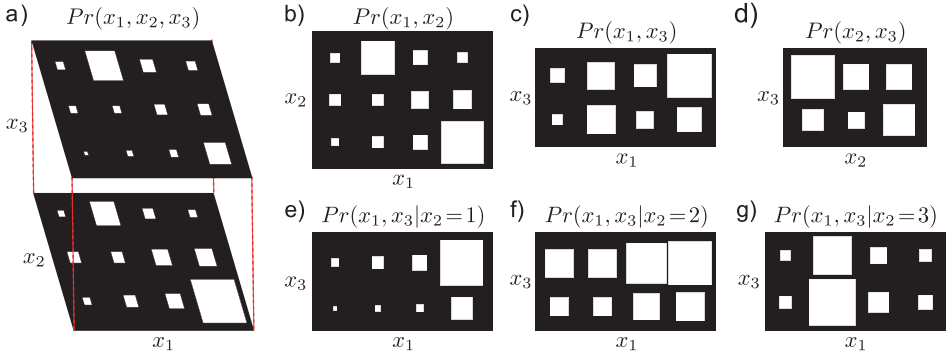 a)
Pr(x₁, x₂, x₃)
x₃
x₂
x₁
b)
Pr(x₁, x₂)
x₂
x₁
c)
Pr(x₁, x₃)
x₃
x₁
d)
Pr(x₂, x₃)
x₃
x₂
e)
Pr(x₁, x₃|x₂=1)
x₃
x₁
f)
Pr(x₁, x₃|x₂=2)
x₃
x₁
g)
Pr(x₁, x₃|x₂=3)
x₃
x₁